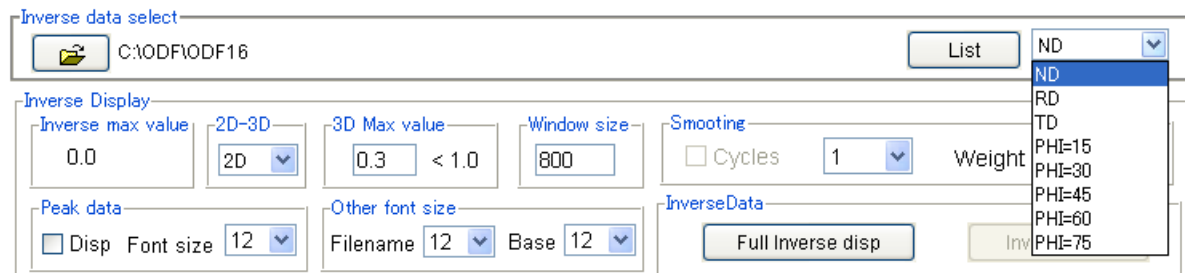 Inverse data select
C:\ODF\ODF16 List ND
ND
RD
TD
PHI=15
PHI=30
PHI=45
PHI=60
PHI=75
Inverse Display
Inverse max value 2D-3D 3D Max value Window size Smooting
0.0 2D 0.3 < 1.0 800 Cycles 1 Weight
Peak data Other font size InverseData
Disp Font size 12 Filename 12 Base 12 Full Inverse disp